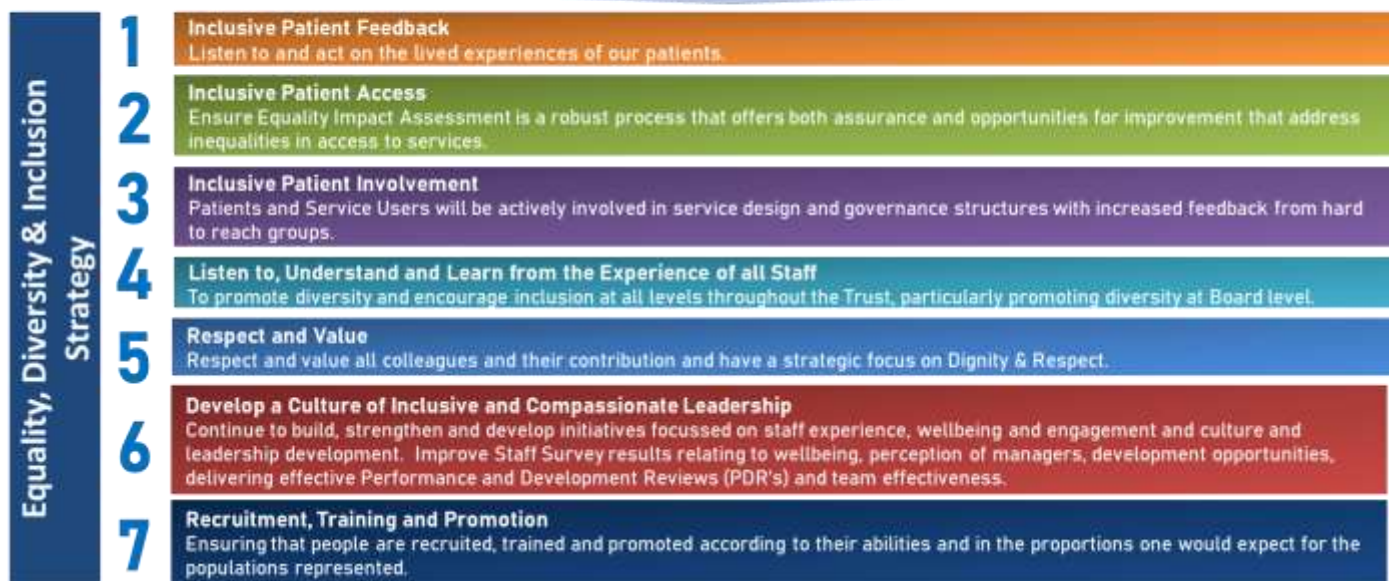 Equality, Diversity & Inclusion
Strategy
1
Inclusive Patient Feedback
Listen to and act on the lived experiences of our patients.
2
Inclusive Patient Access
Ensure Equality Impact Assessment is a robust process that offers both assurance and opportunities for improvement that address
inequalities in access to services.
3
Inclusive Patient Involvement
Patients and Service Users will be actively involved in service design and governance structures with increased feedback from hard
to reach groups.
4
Listen to, Understand and Learn from the Experience of all Staff
To promote diversity and encourage inclusion at all levels throughout the Trust, particularly promoting diversity at Board level.
5
Respect and Value
Respect and value all colleagues and their contribution and have a strategic focus on Dignity & Respect.
6
Develop a Culture of Inclusive and Compassionate Leadership
Continue to build, strengthen and develop initiatives focussed on staff experience, wellbeing and engagement and culture and
leadership development. Improve Staff Survey results relating to wellbeing, perception of managers, development opportunities,
delivering effective Performance and Development Reviews (PDR's) and team effectiveness.
7
Recruitment, Training and Promotion
Ensuring that people are recruited, trained and promoted according to their abilities and in the proportions one would expect for the
populations represented.